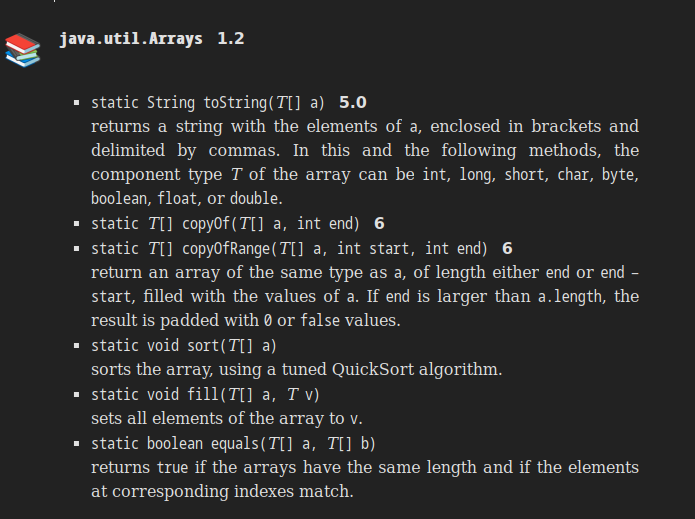 java.util.Arrays 1.2
▪ static String toString(T[] a) 5.0
returns a string with the elements of a, enclosed in brackets and
delimited by commas. In this and the following methods, the
component type T of the array can be int, long, short, char, byte,
boolean, float, or double.
▪ static T[] copyOf(T[] a, int end) 6
▪ static T[] copyOfRange(T[] a, int start, int end) 6
return an array of the same type as a, of length either end or end –
start, filled with the values of a. If end is larger than a.length, the
result is padded with 0 or false values.
▪ static void sort(T[] a)
sorts the array, using a tuned QuickSort algorithm.
▪ static void fill(T[] a, T v)
sets all elements of the array to v.
▪ static boolean equals(T[] a, T[] b)
returns true if the arrays have the same length and if the elements
at corresponding indexes match.